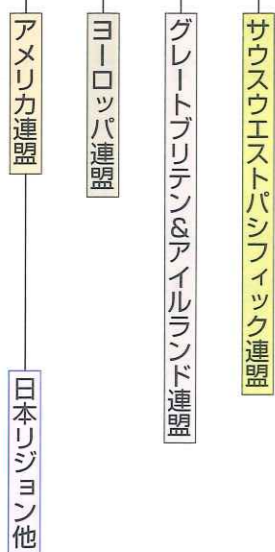 サウスウエストパシフィック連盟
グレートブリテン&アイルランド連盟
ヨーロッパ連盟
アメリカ連盟
日本リジョン他